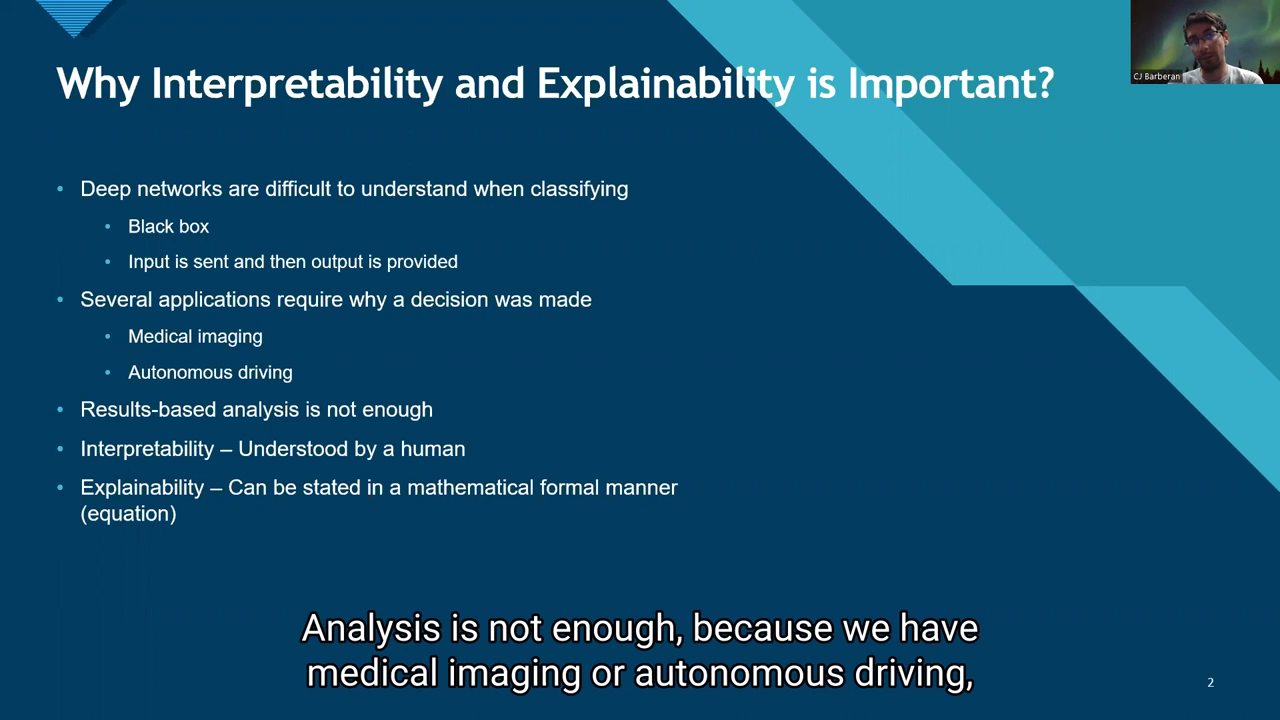 Why Interpretability and Explainability is Important?
CJ Barberan
• Deep networks are difficult to understand when classifying
• Black box
• Input is sent and then output is provided
• Several applications require why a decision was made
• Medical imaging
• Autonomous driving
• Results-based analysis is not enough
• Interpretability – Understood by a human
• Explainability – Can be stated in a mathematical formal manner
(equation)
Analysis is not enough, because we have
medical imaging or autonomous driving,
2